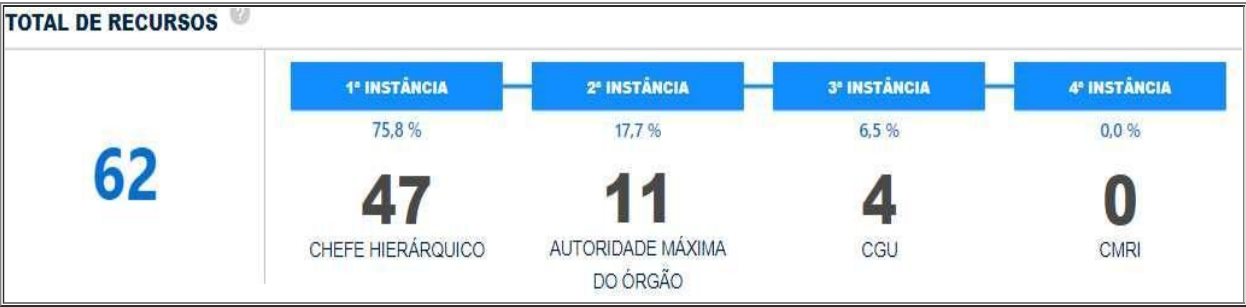 TOTAL DE RECURSOS ?
1ª INSTÂNCIA
2ª INSTÂNCIA
3ª INSTÂNCIA
4ª INSTÂNCIA
75,8 %
17,7 %
6,5 %
0,0 %
62
47
11
4
0
CHEFE HIERÁRQUICO
AUTORIDADE MÁXIMA
DO ÓRGÃO
CGU
CMRI